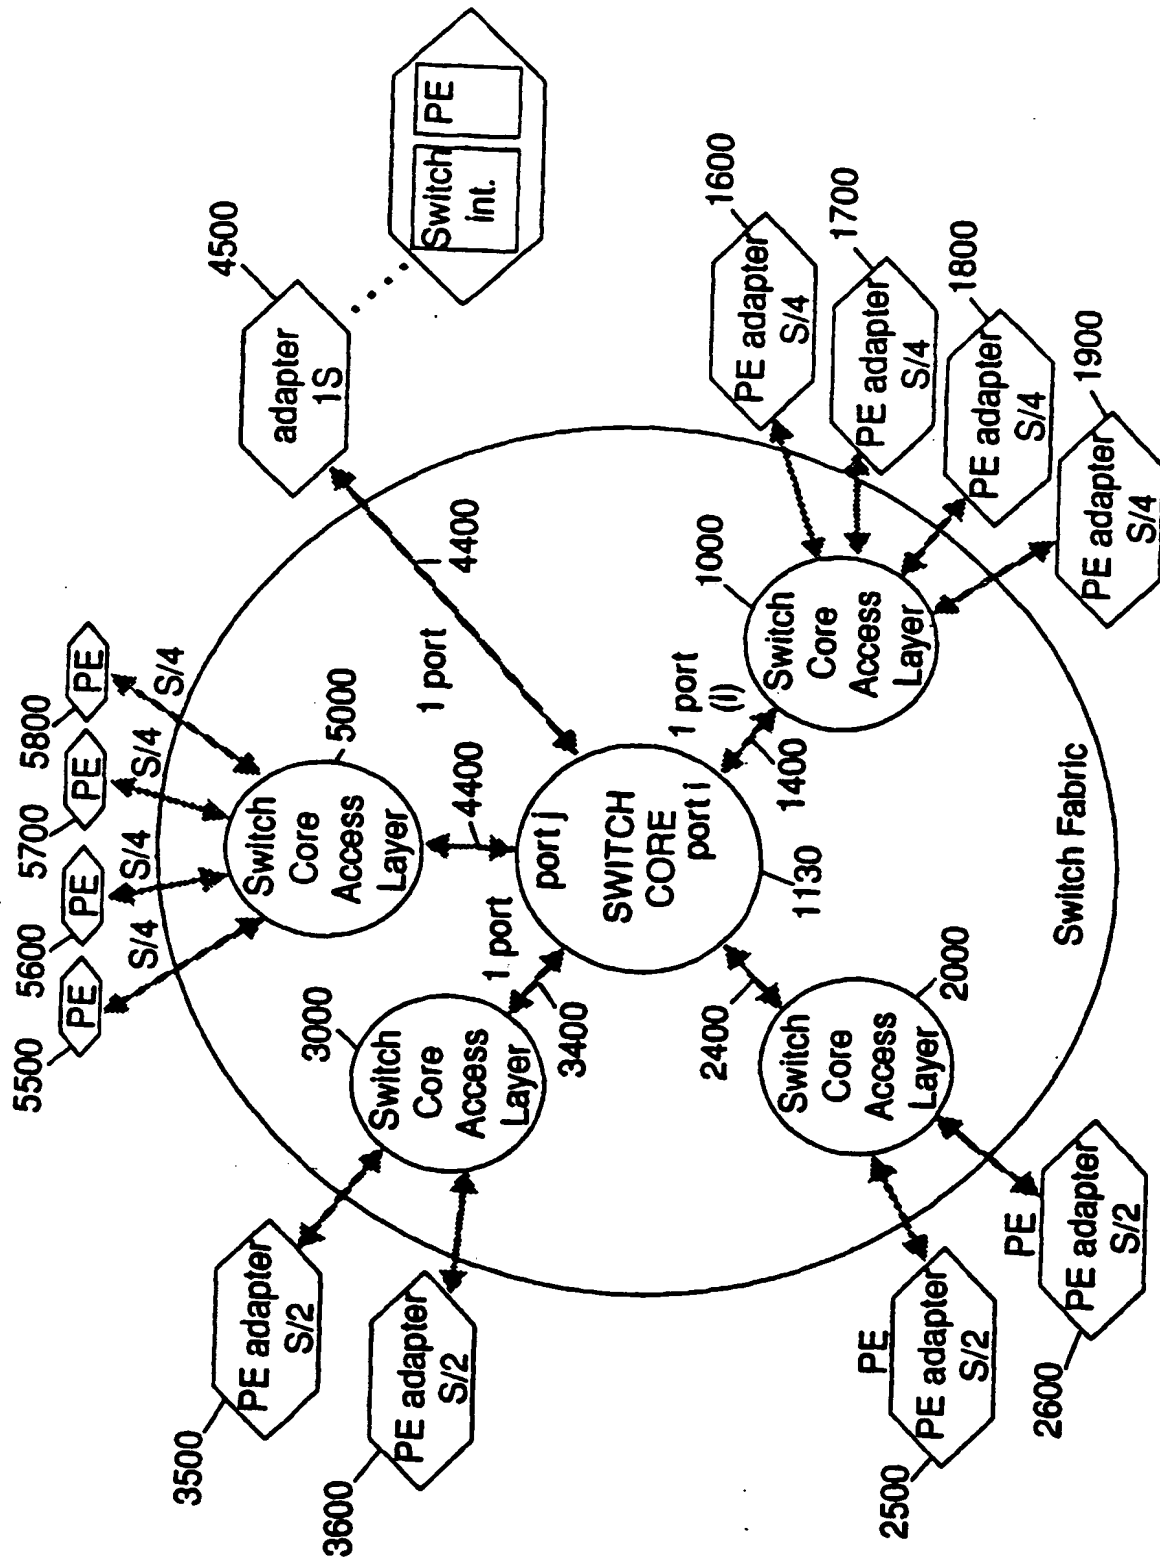 5500
5600
5700
5800
PE
PE
PE
PE
S/4
S/4
S/4
S/4
3500
PE adapter
S/2
3600
PE adapter
S/2
3000
Switch
Core
Access
Layer
5000
Switch
Core
Access
Layer
4500
adapter
1S
Switch
int.
PE
1 port
4400
4400
1 port
3400
port j
SWITCH
CORE
port i
1130
1 port
(i)
1400
1000
Switch
Core
Access
Layer
1600
PE adapter
S/4
1700
PE adapter
S/4
1800
PE adapter
S/4
1900
PE adapter
S/4
2400
2000
Switch
Core
Access
Layer
PE
PE adapter
S/2
2500
PE
PE adapter
S/2
2600
Switch Fabric